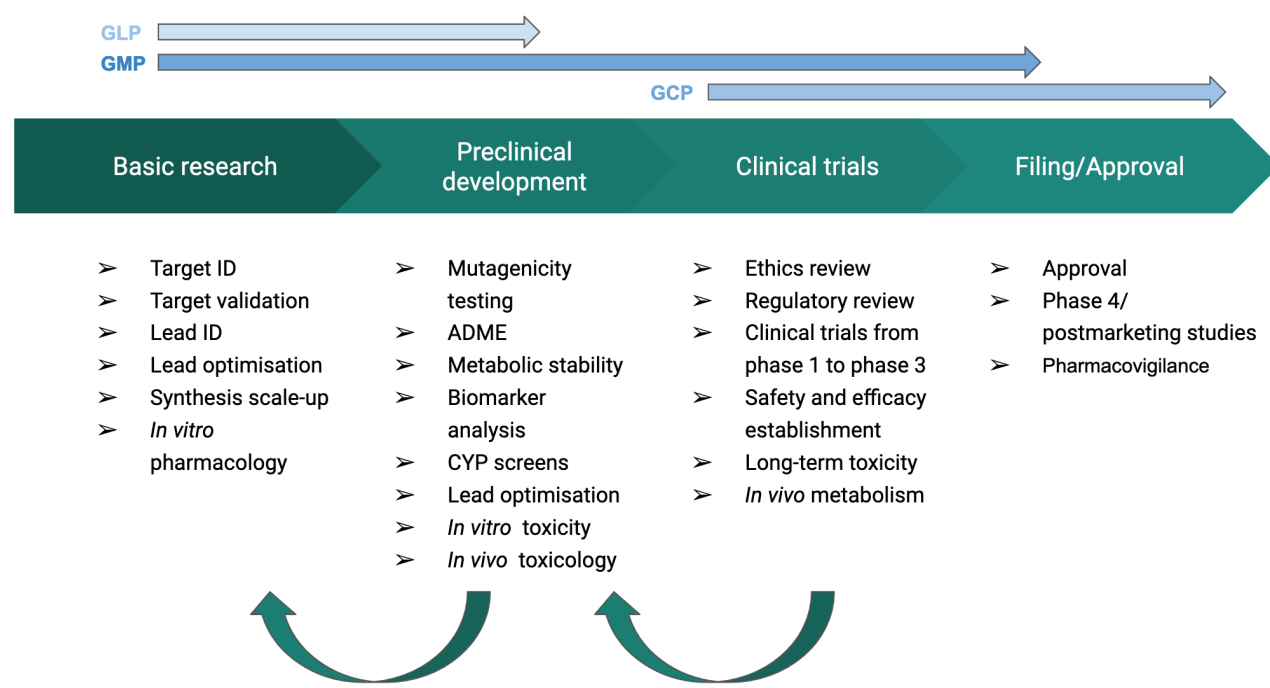 GLP
GMP
GCP
Basic research
Preclinical
development
Clinical trials
Filing/Approval
➢ Target ID
➢ Target validation
➢ Lead ID
➢ Lead optimisation
➢ Synthesis scale-up
➢ In vitro
pharmacology
➢ Mutagenicity
testing
➢ ADME
➢ Metabolic stability
➢ Biomarker
analysis
➢ CYP screens
➢ Lead optimisation
➢ In vitro toxicity
➢ In vivo toxicology
➢ Ethics review
➢ Regulatory review
➢ Clinical trials from
phase 1 to phase 3
➢ Safety and efficacy
establishment
➢ Long-term toxicity
➢ In vivo metabolism
➢ Approval
➢ Phase 4/
postmarketing studies
➢ Pharmacovigilance